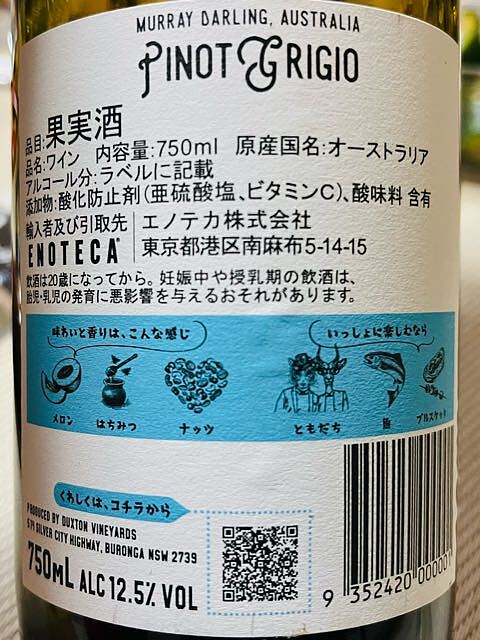 MURRAY DARLING, AUSTRALIA
PINOT GRIGIO
品目:果実酒
品名:ワイン 内容量:750ml 原産国名:オーストラリア
アルコール分:ラベルに記載
添加物:酸化防止剤(亜硫酸塩、ビタミンC)、酸味料 含有
輸入者及び引取先 エノテカ株式会社
ENOTECA 東京都港区南麻布5-14-15
飲酒は20歳になってから。妊娠中や授乳期の飲酒は、
胎児・乳児の発育に悪影響を与えるおそれがあります。
味わいと香りは、こんな感じ いっしょに楽しむなら
メロン はちみつ ナッツ ともだち 鮭 ブルスケッタ
くわしくは、コチラから
PRODUCED BY DUXTON VINEYARDS
SILVER CITY HIGHWAY, BURONGA NSW 2739
750ML ALC 12.5% VOL
9 352420 000001